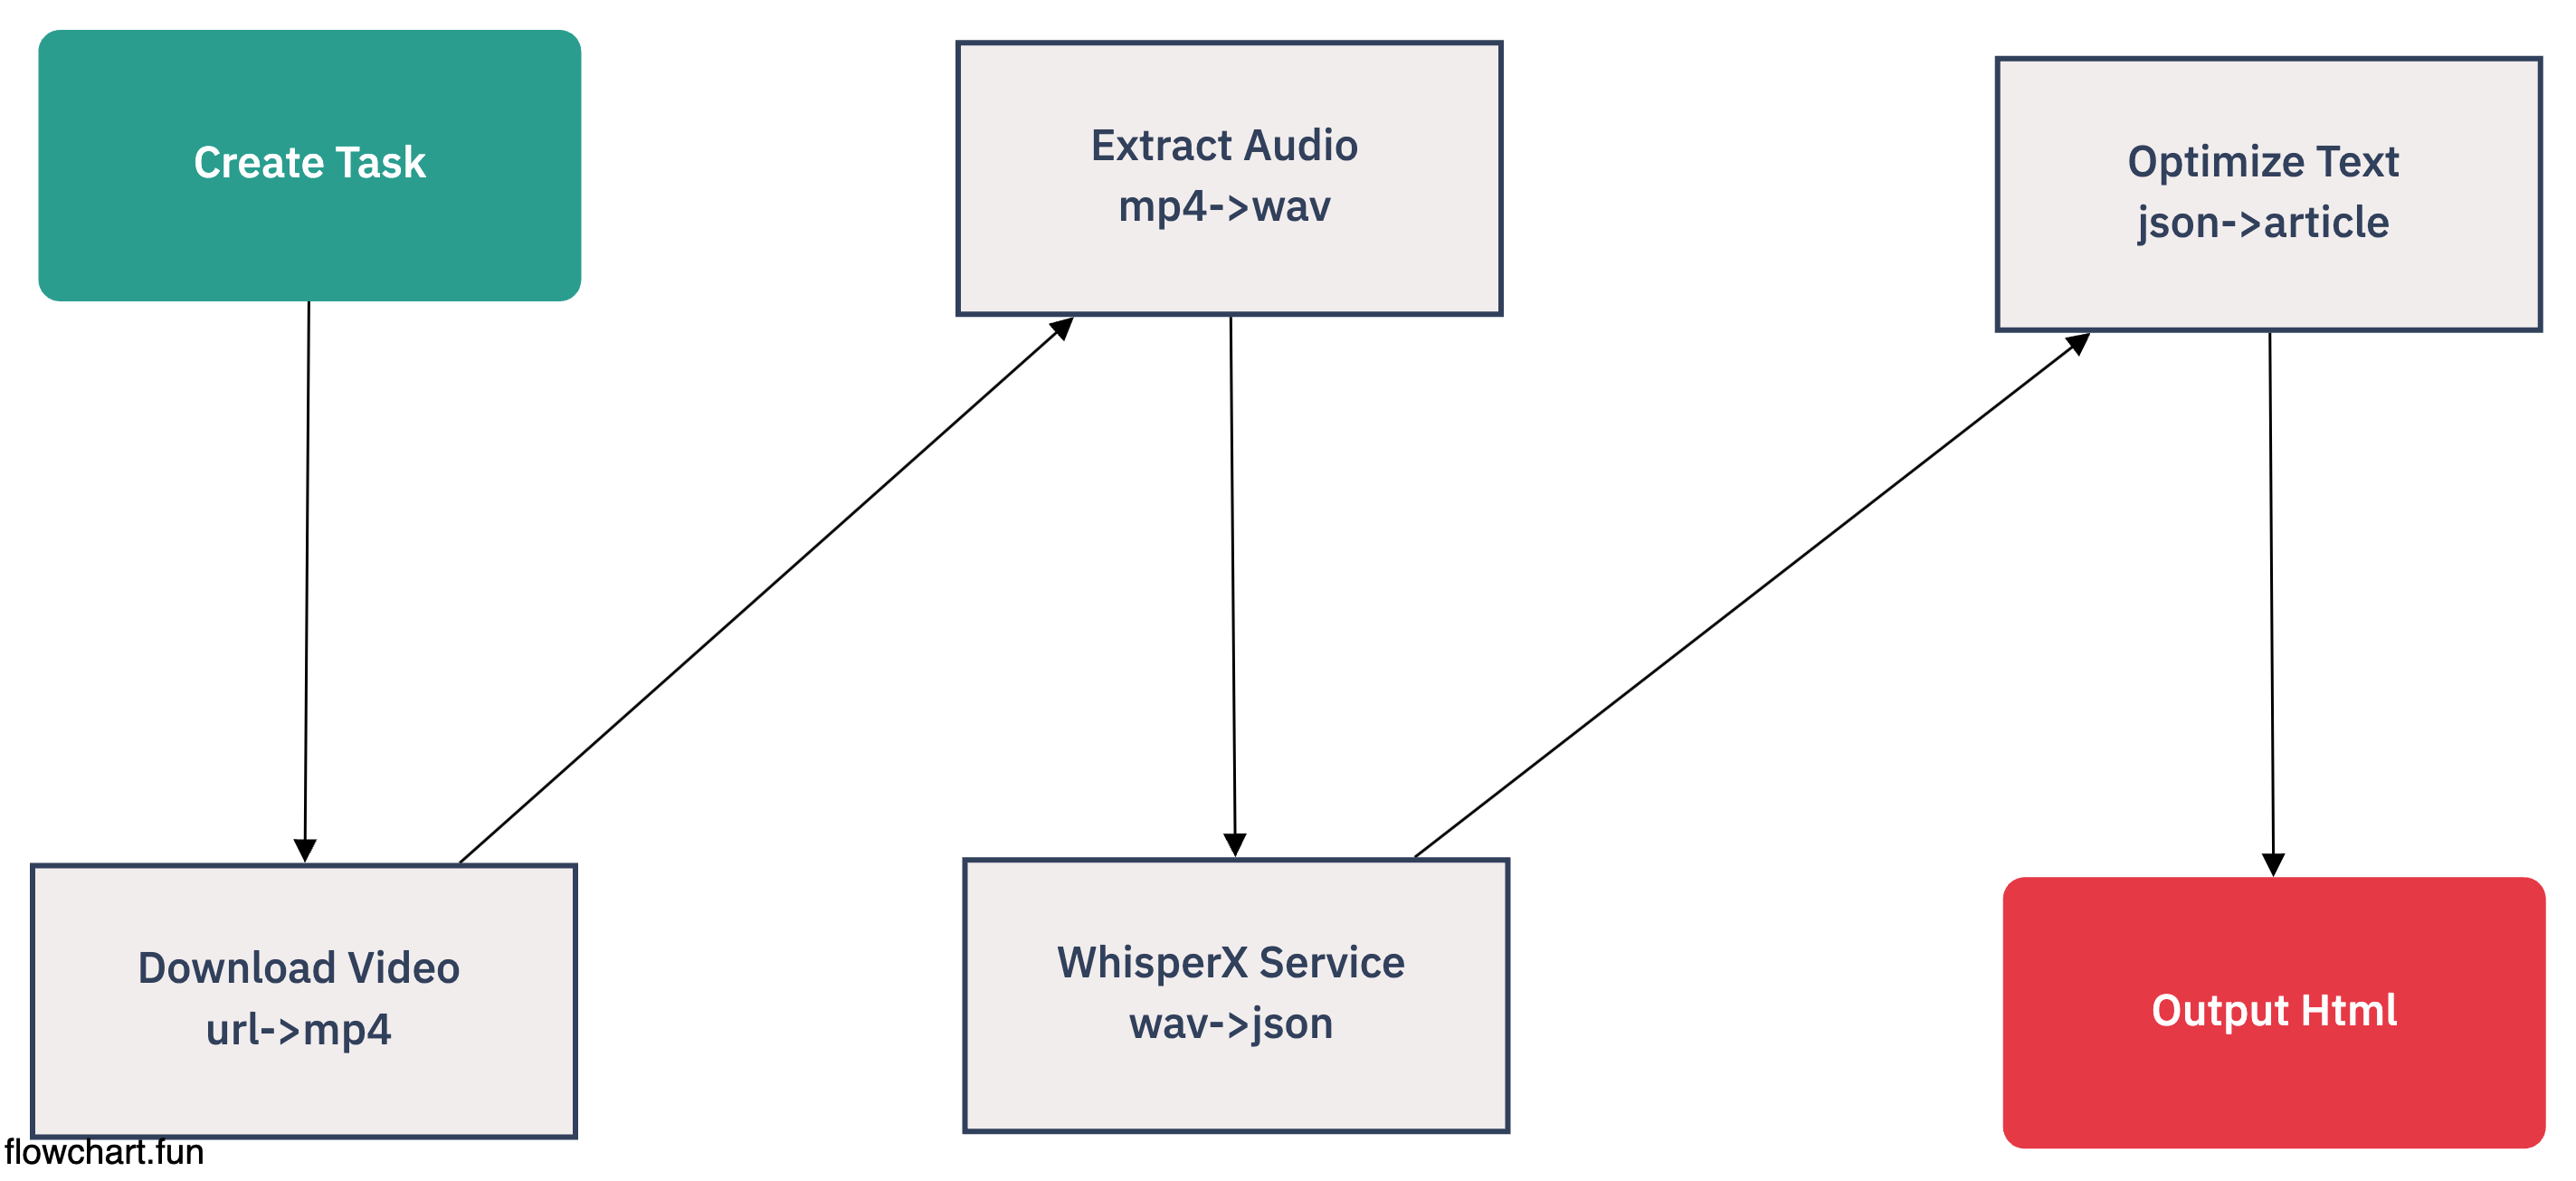 Create Task
Download Video
url->mp4
Extract Audio
mp4->wav
WhisperX Service
wav->json
Optimize Text
json->article
Output Html
flowchart.fun